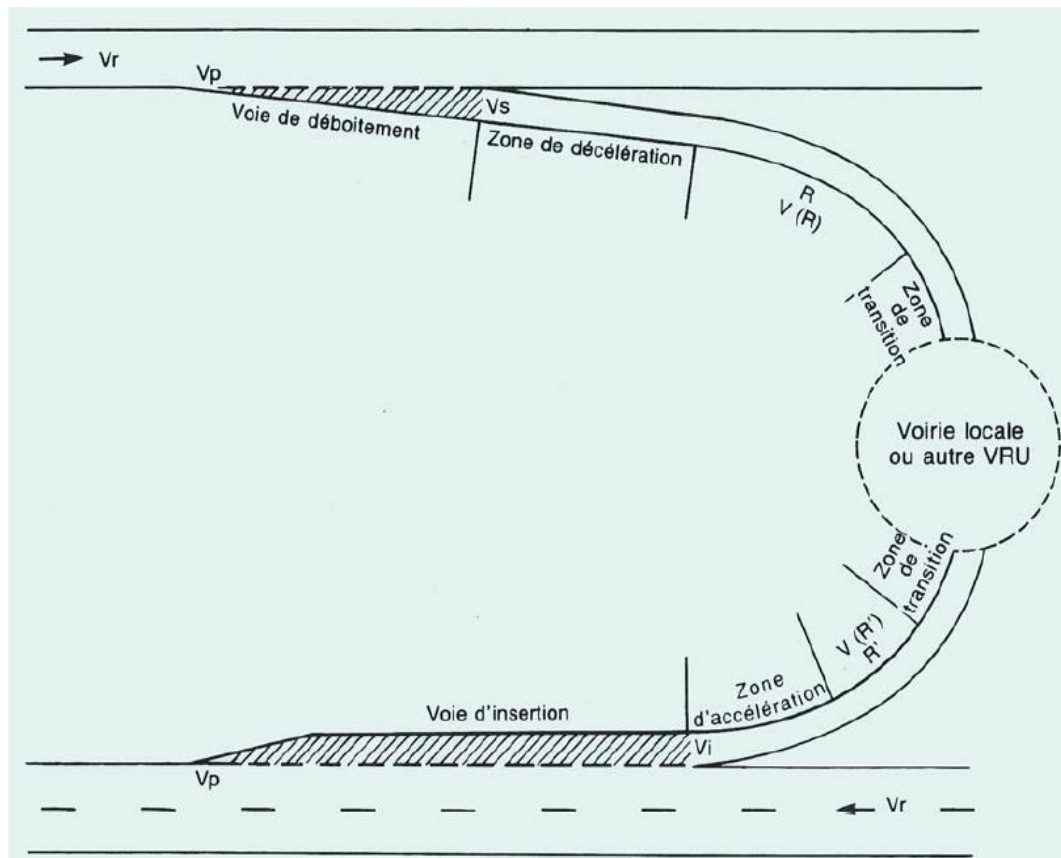 Vr
Vp
Vs
Voie de déboitement
Zone de décélération
R
V (R)
Zone
de
transition
Voirie locale
ou autre VRU
Zone
de
transition
V (R')
R'
Zone
d'accélération
Voie d'insertion
Vi
Vp
Vr